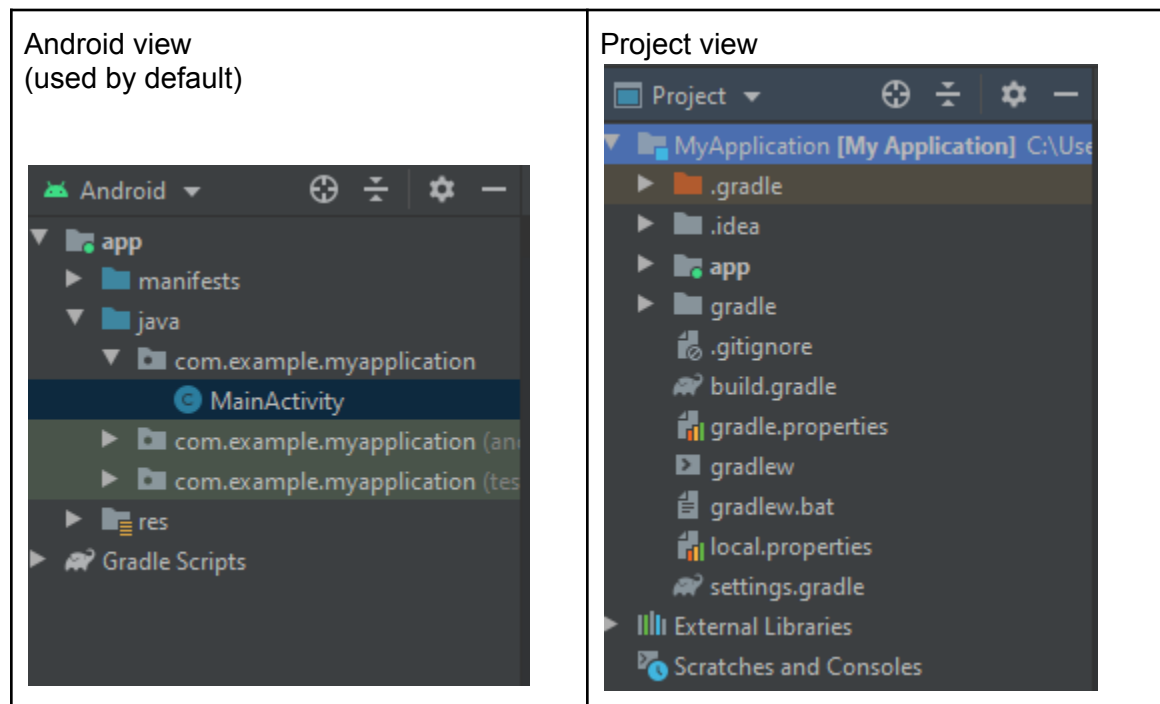 Android view
(used by default)
Android
app
manifests
java
com.example.myapplication
MainActivity
com.example.myapplication
com.example.myapplication
res
Gradle Scripts
Project view
Project
MyApplication [My Application] C:\Use
.gradle
.idea
app
gradle
.gitignore
build.gradle
gradle.properties
gradlew
gradlew.bat
local.properties
settings.gradle
External Libraries
Scratches and Consoles